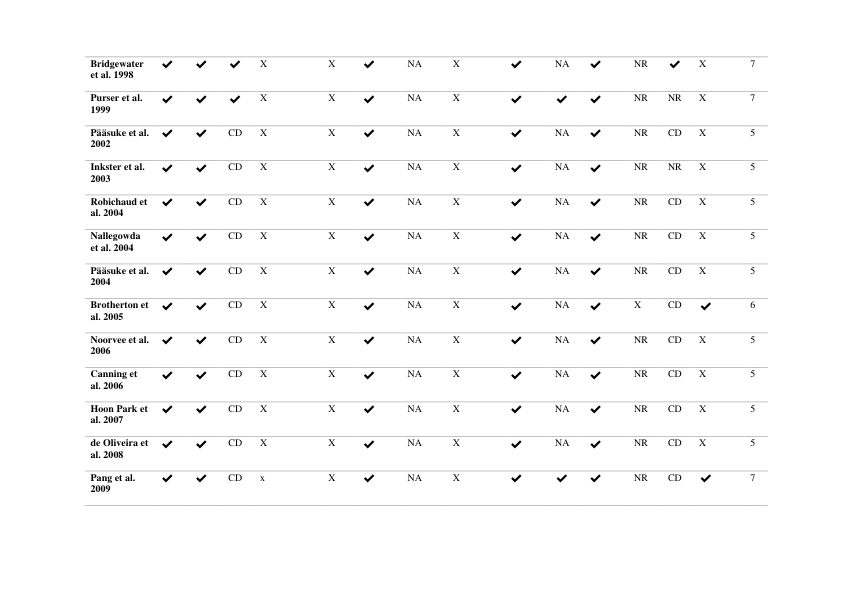 Bridgewater ✔ ✔ ✔ X X ✔ NA X ✔ NA ✔ NR ✔ X 7
et al. 1998
Purser et al. ✔ ✔ ✔ X X ✔ NA X ✔ ✔ ✔ NR NR X 7
1999
Pääsuke et al. ✔ ✔ CD X X ✔ NA X ✔ NA ✔ NR CD X 5
2002
Inkster et al. ✔ ✔ CD X X ✔ NA X ✔ NA ✔ NR NR X 5
2003
Robichaud et ✔ ✔ CD X X ✔ NA X ✔ NA ✔ NR CD X 5
al. 2004
Nallegowda ✔ ✔ CD X X ✔ NA X ✔ NA ✔ NR CD X 5
et al. 2004
Pääsuke et al. ✔ ✔ CD X X ✔ NA X ✔ NA ✔ NR CD X 5
2004
Brotherton et ✔ ✔ CD X X ✔ NA X ✔ NA ✔ X CD ✔ 6
al. 2005
Noorvee et al. ✔ ✔ CD X X ✔ NA X ✔ NA ✔ NR CD X 5
2006
Canning et ✔ ✔ CD X X ✔ NA X ✔ NA ✔ NR CD X 5
al. 2006
Hoon Park et ✔ ✔ CD X X ✔ NA X ✔ NA ✔ NR CD X 5
al. 2007
de Oliveira et ✔ ✔ CD X X ✔ NA X ✔ NA ✔ NR CD X 5
al. 2008
Pang et al. ✔ ✔ CD x X ✔ NA X ✔ ✔ ✔ NR CD ✔ 7
2009